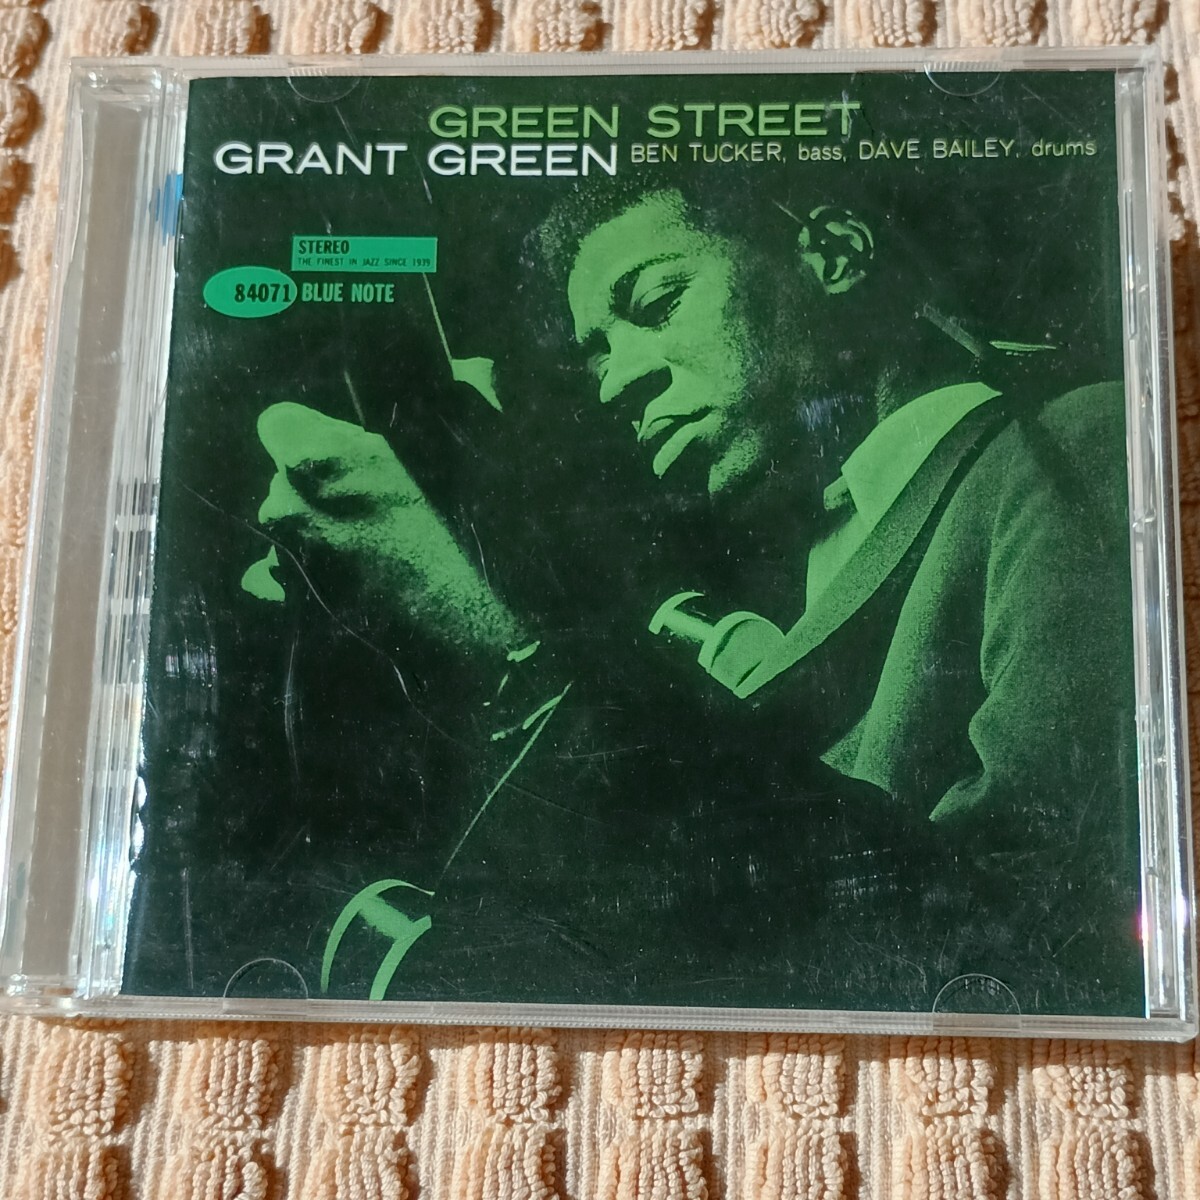 GREEN STREET
GRANT GREEN BEN TUCKER, bass, DAVE BAILEY, drums
STEREO
THE FINEST IN JAZZ SINCE 1939
84071 BLUE NOTE